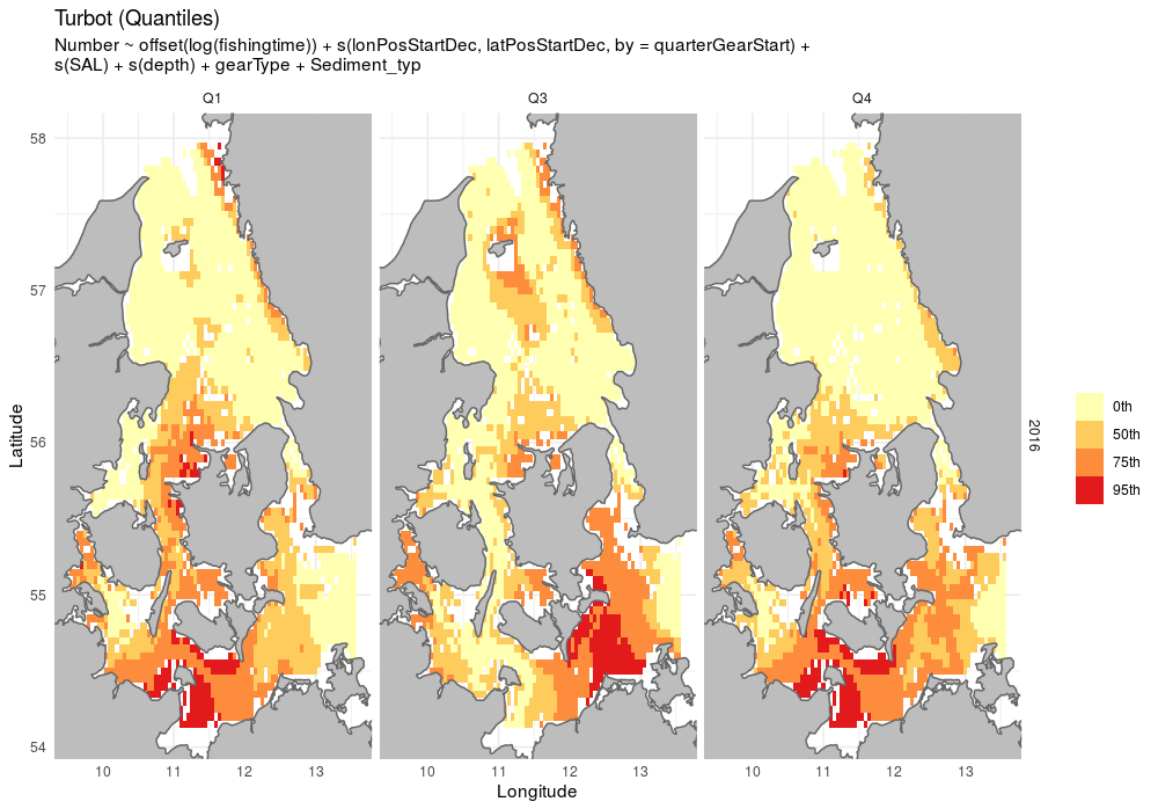 Turbot (Quantiles)
Number ~ offset(log(fishingtime)) + s(lonPosStartDec, latPosStartDec, by = quarterGearStart) +
s(SAL) + s(depth) + gearType + Sediment_typ
Q1
Q3
Q4
58
57
56
55
54
Latitude
10
11
12
13
10
11
12
13
10
11
12
13
Longitude
2016
0th
50th
75th
95th